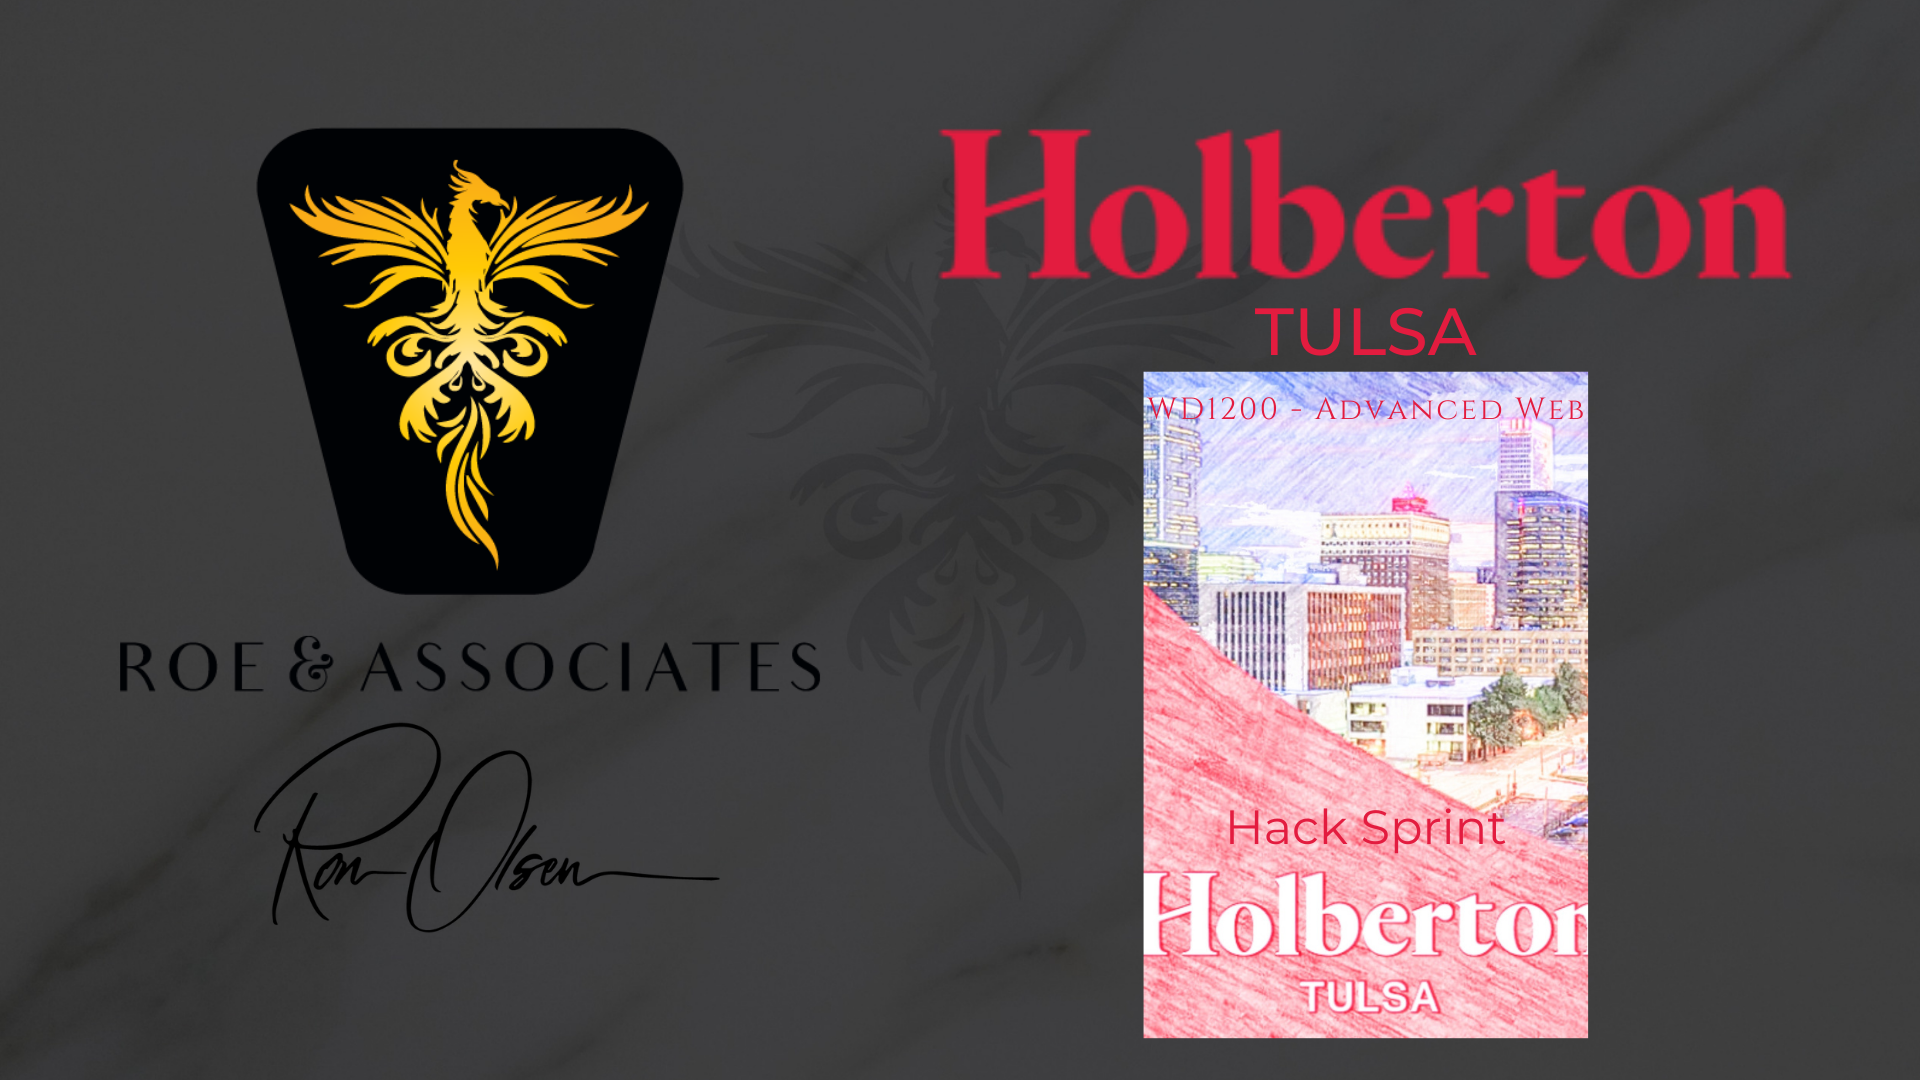 ROE & ASSOCIATES
Ron Olsen
Holberton
TULSA
WD1200 - Advanced Web
Hack Sprint
Holberton
TULSA